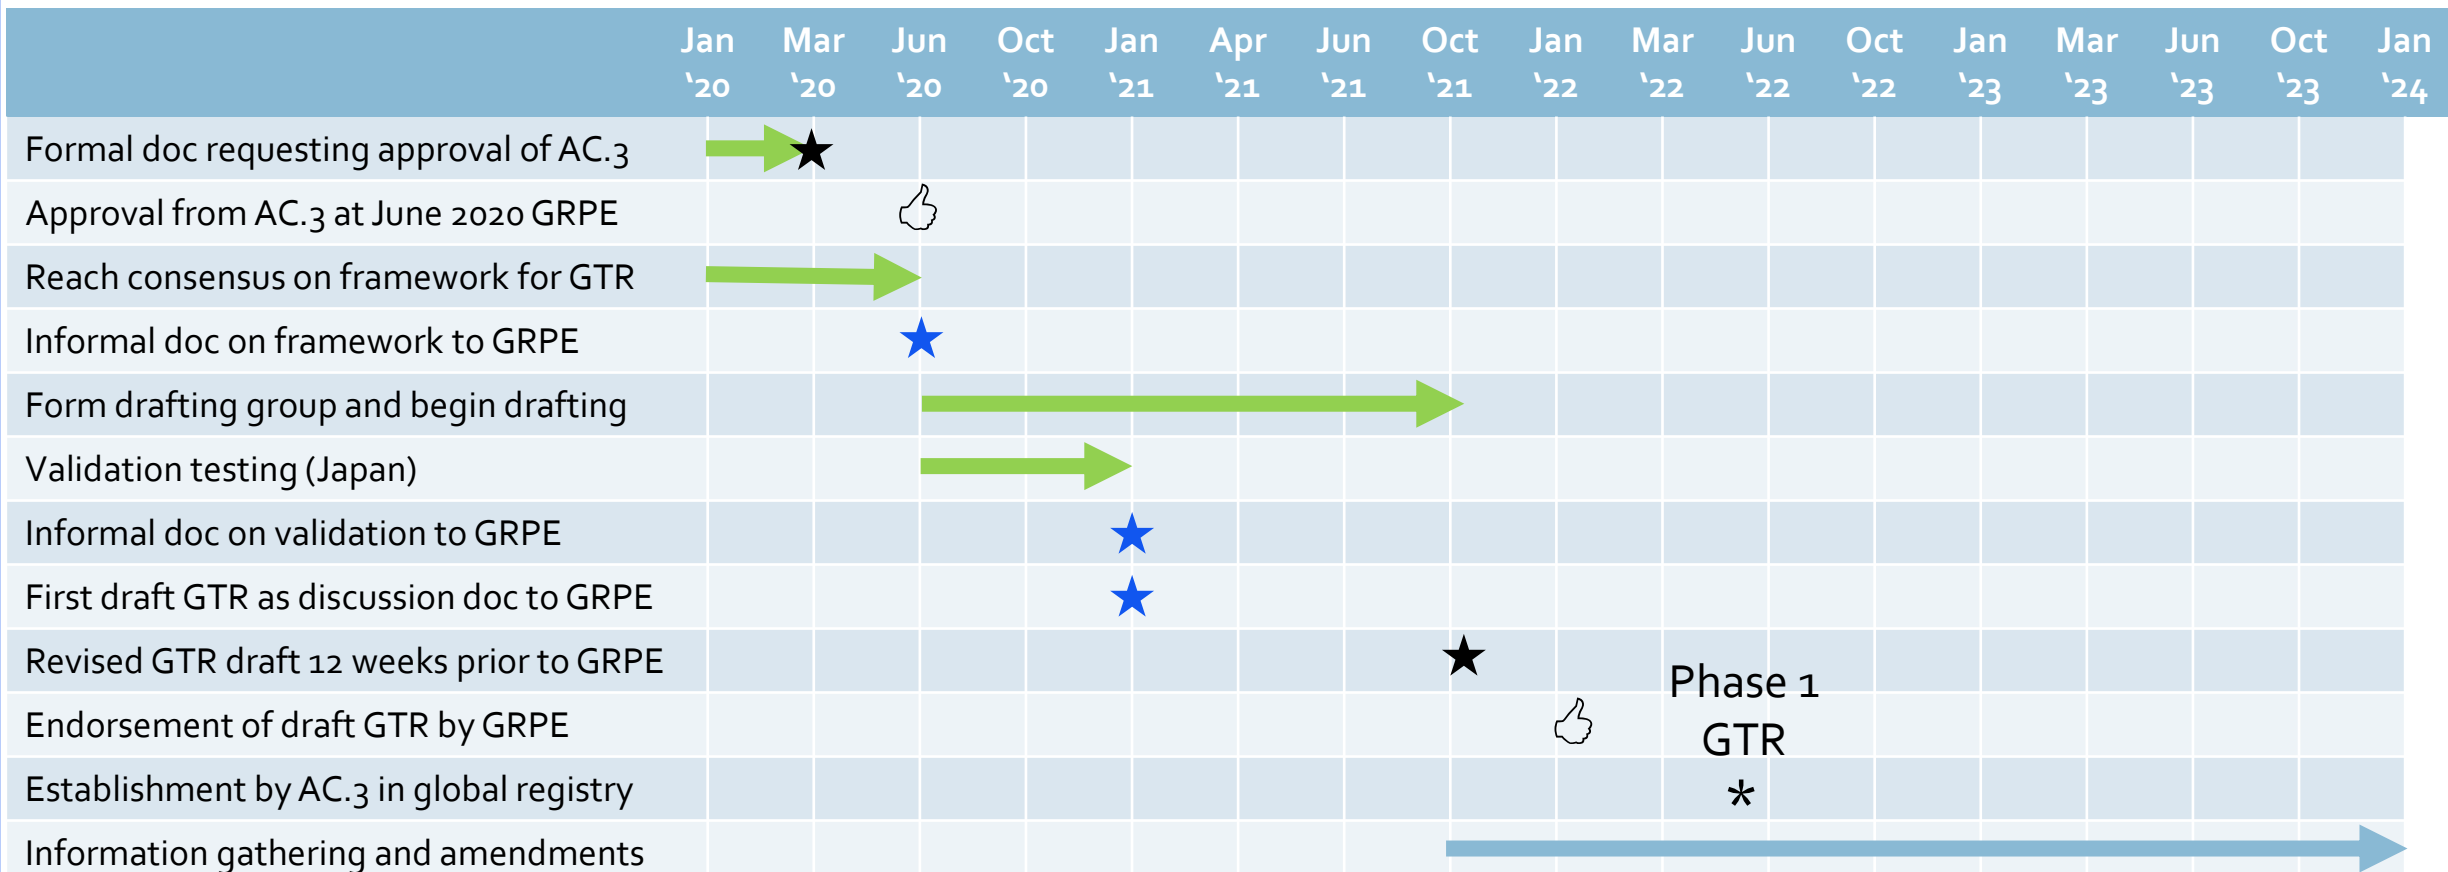 Jan Mar Jun Oct Jan Apr Jun Oct Jan Mar Jun Oct Jan Mar Jun Oct Jan
‘20 ‘20 ‘20 ‘20 ‘21 ‘21 ‘21 ‘21 ‘22 ‘22 ‘22 ‘22 ‘23 ‘23 ‘23 ‘23 ‘24
Formal doc requesting approval of AC.3
Approval from AC.3 at June 2020 GRPE
Reach consensus on framework for GTR
Informal doc on framework to GRPE
Form drafting group and begin drafting
Validation testing (Japan)
Informal doc on validation to GRPE
First draft GTR as discussion doc to GRPE
Revised GTR draft 12 weeks prior to GRPE
Phase 1
Endorsement of draft GTR by GRPE
GTR
Establishment by AC.3 in global registry
*
Information gathering and amendments